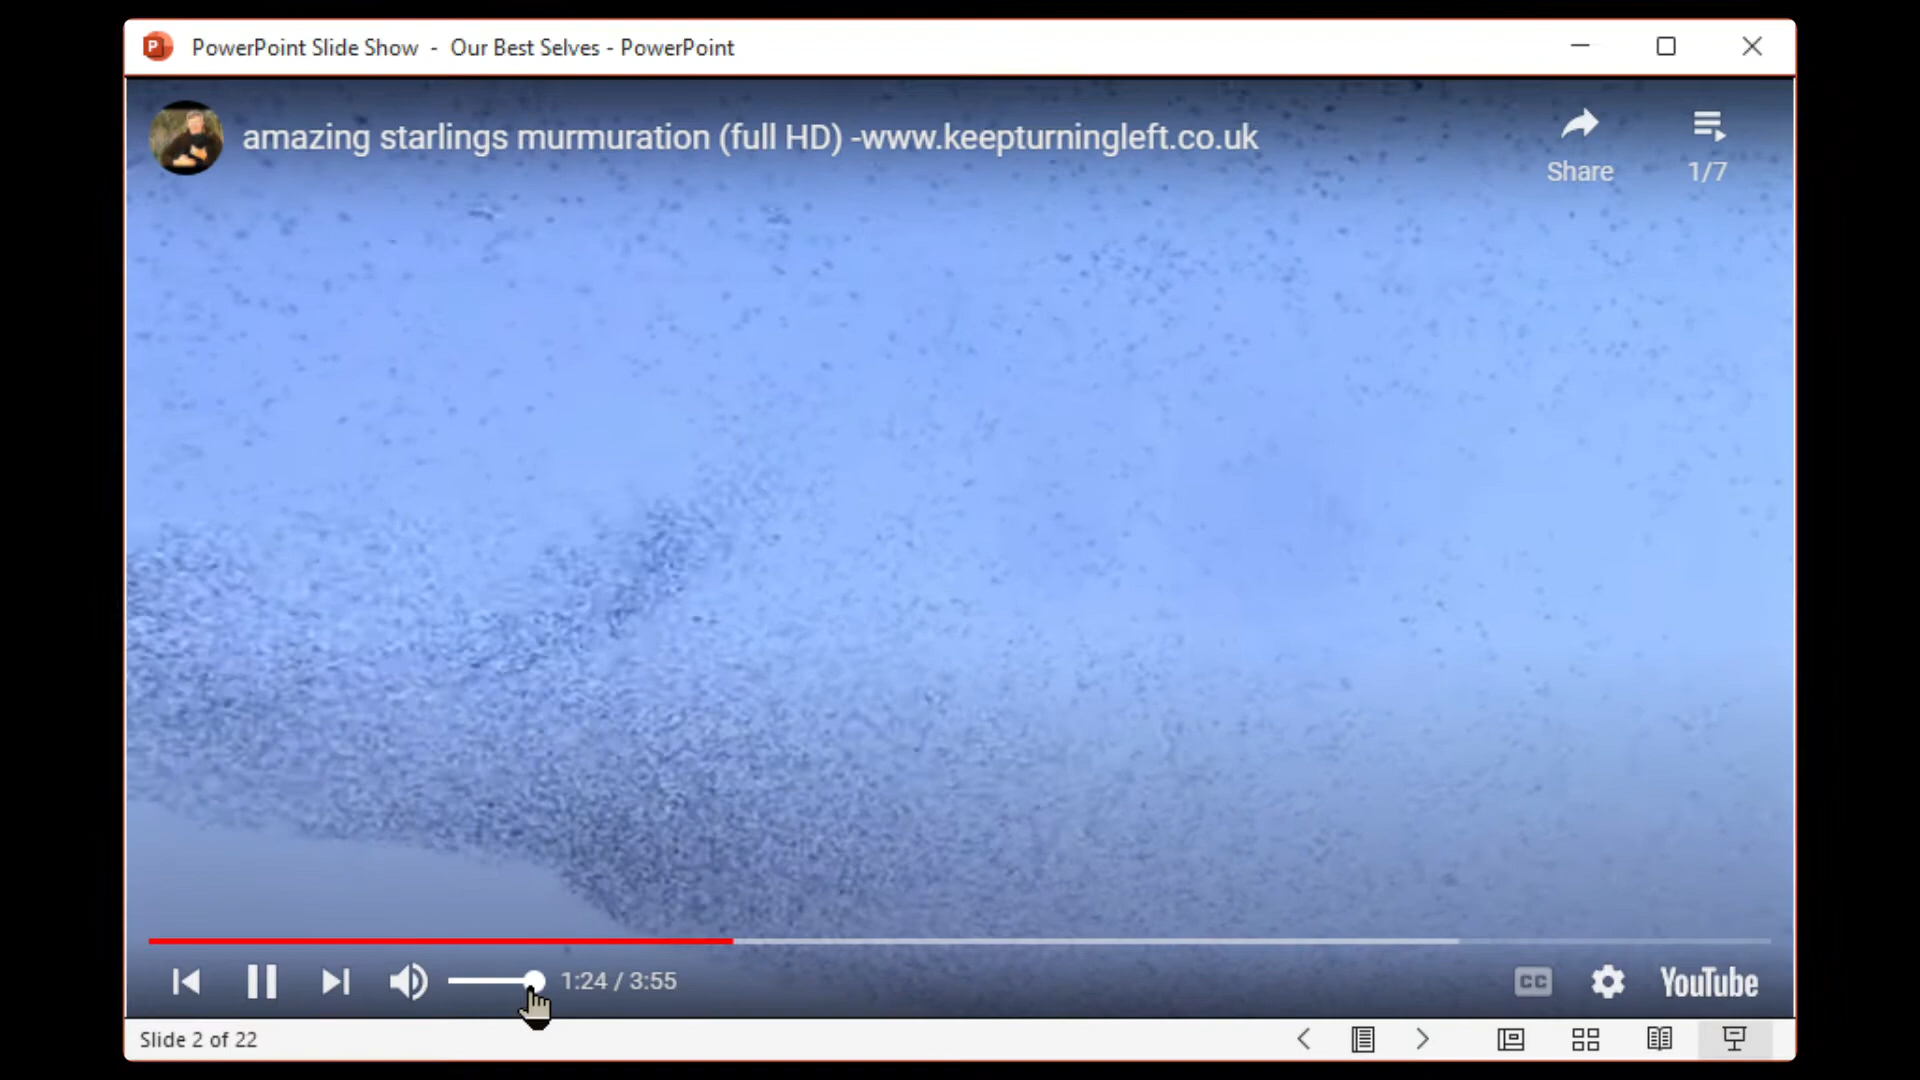 PowerPoint Slide Show - Our Best Selves - PowerPoint
amazing starlings murmuration (full HD) -www.keepturningleft.co.uk
Share
1/7
1:24 / 3:55
CC
YouTube
Slide 2 of 22